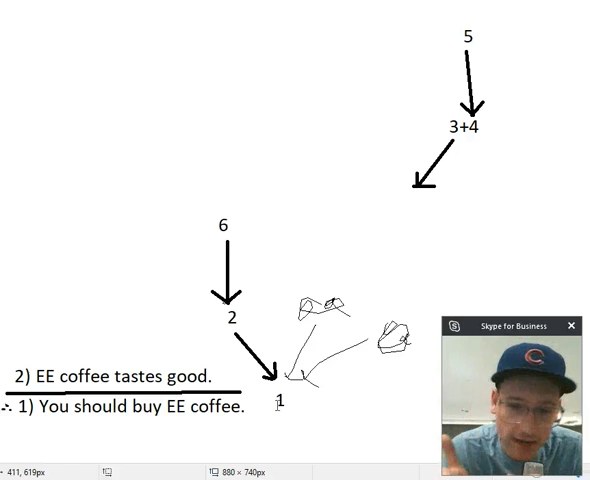 5
3+4
6
2
2) EE coffee tastes good.
∴ 1) You should buy EE coffee.
1
Skype for Business
C
411, 619px
880 × 740px